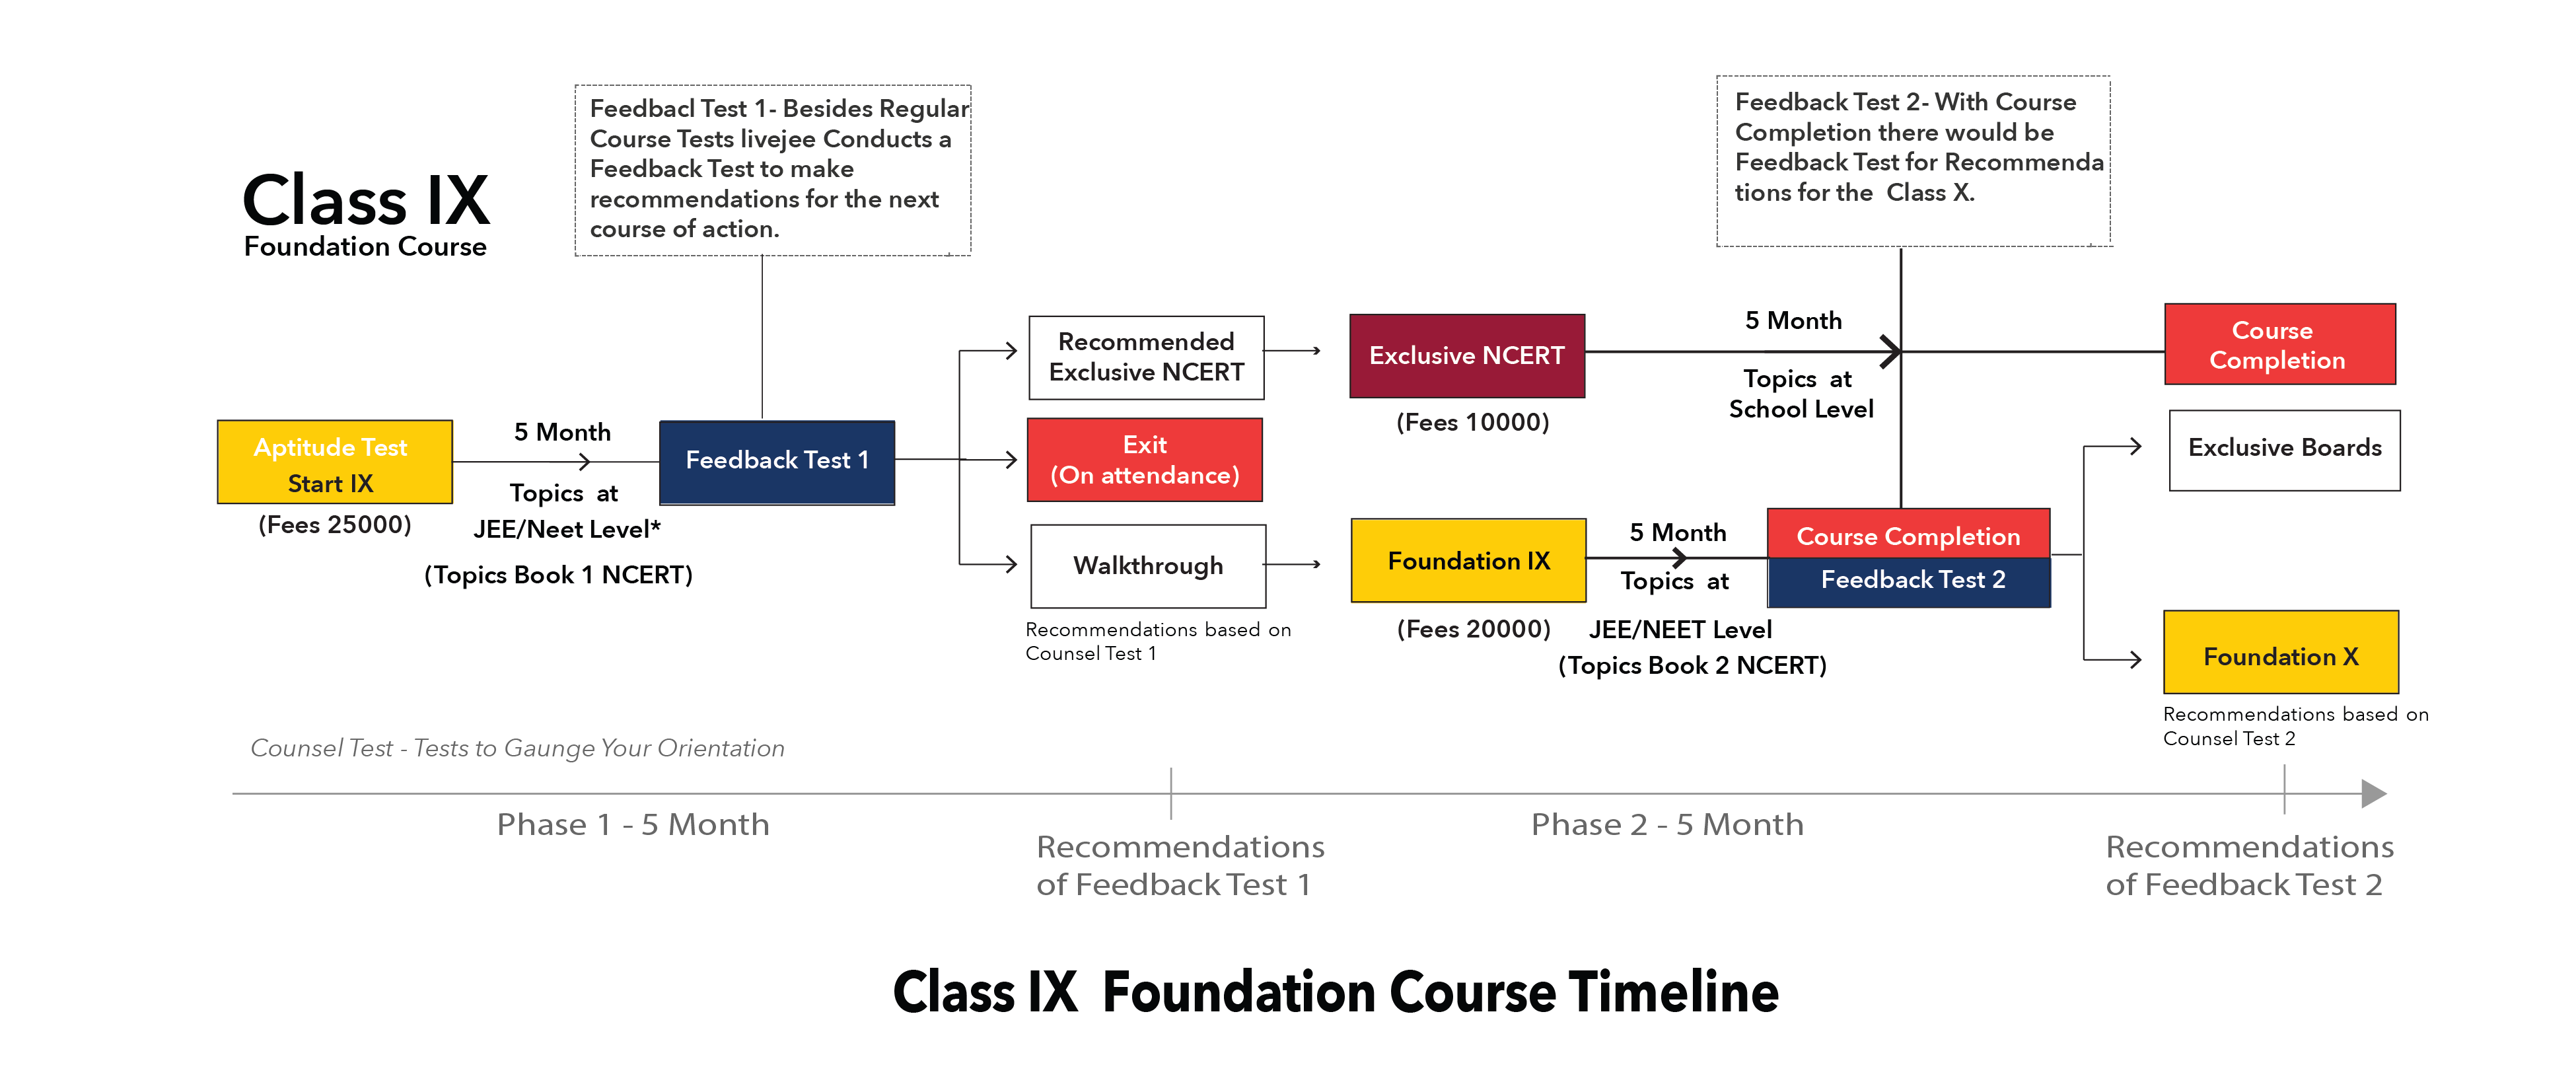 Feedbacl Test 1- Besides Regular
Course Tests livejee Conducts a
Feedback Test to make
recommendations for the next
course of action.
Feedback Test 2- With Course
Completion there would be
Feedback Test for Recommenda
tions for the Class X.
Class IX
Foundation Course
Aptitude Test
Start IX
(Fees 25000)
5 Month
Topics at
JEE/Neet Level*
(Topics Book 1 NCERT)
Feedback Test 1
Recommended
Exclusive NCERT
Exit
(On attendance)
Walkthrough
Recommendations based on
Counsel Test 1
Exclusive NCERT
(Fees 10000)
5 Month
Topics at
School Level
Course
Completion
Foundation IX
(Fees 20000)
5 Month
Topics at
JEE/NEET Level
(Topics Book 2 NCERT)
Course Completion
Feedback Test 2
Exclusive Boards
Foundation X
Recommendations based on
Counsel Test 2
Counsel Test - Tests to Gaunge Your Orientation
Phase 1 - 5 Month
Recommendations
of Feedback Test 1
Phase 2 - 5 Month
Recommendations
of Feedback Test 2
Class IX Foundation Course Timeline